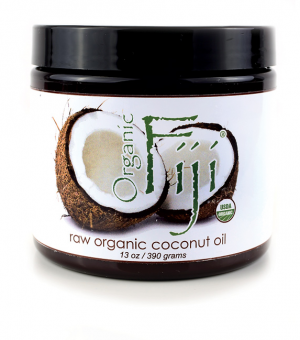 Organic
Fiji®
USDA
ORGANIC
raw organic coconut oil
13 oz / 390 grams